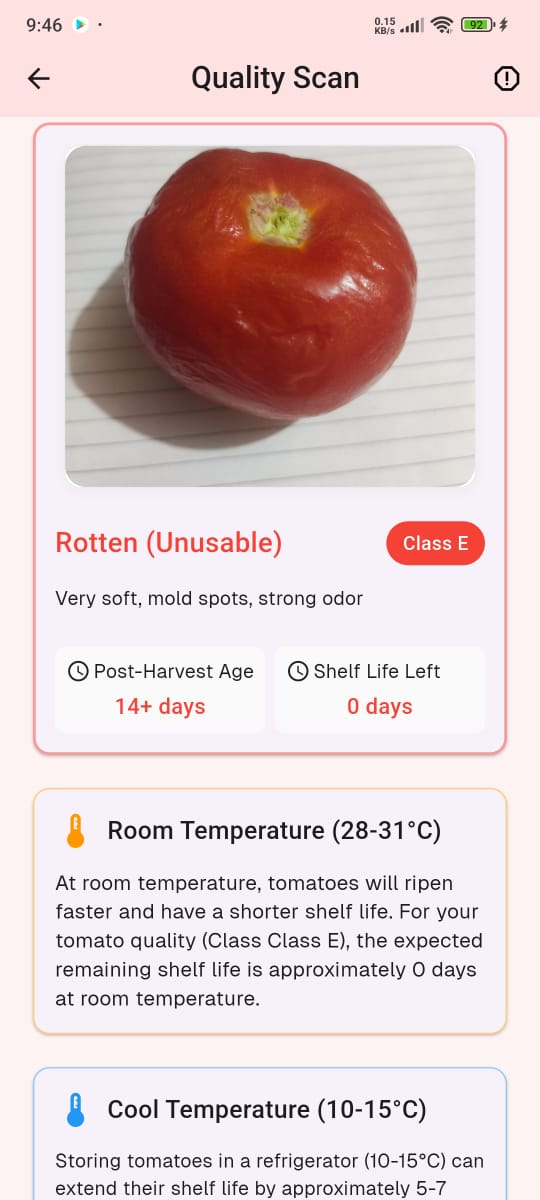 9:46
0.15 KB/s
92
Quality Scan
Rotten (Unusable)
Class E
Very soft, mold spots, strong odor
Post-Harvest Age
14+ days
Shelf Life Left
0 days
Room Temperature (28-31°C)
At room temperature, tomatoes will ripen
faster and have a shorter shelf life. For your
tomato quality (Class Class E), the expected
remaining shelf life is approximately 0 days
at room temperature.
Cool Temperature (10-15°C)
Storing tomatoes in a refrigerator (10-15°C) can
extend their shelf life by approximately 5-7